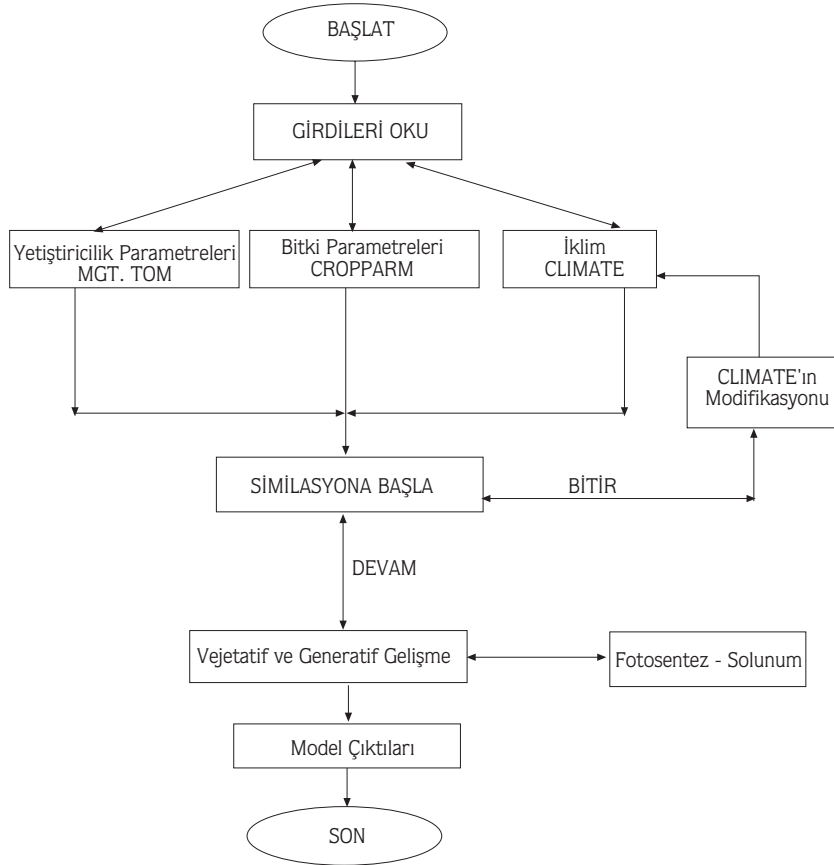 BAŞLAT
GİRDİLERİ OKU
Yetiştiricilik Parametreleri
MGT. TOM
Bitki Parametreleri
CROPPARM
İklim
CLIMATE
CLIMATE'ın
Modifikasyonu
SİMİLASYONA BAŞLA
BİTİR
DEVAM
Vejetatif ve Generatif Gelişme
Fotosentez - Solunum
Model Çıktıları
SON